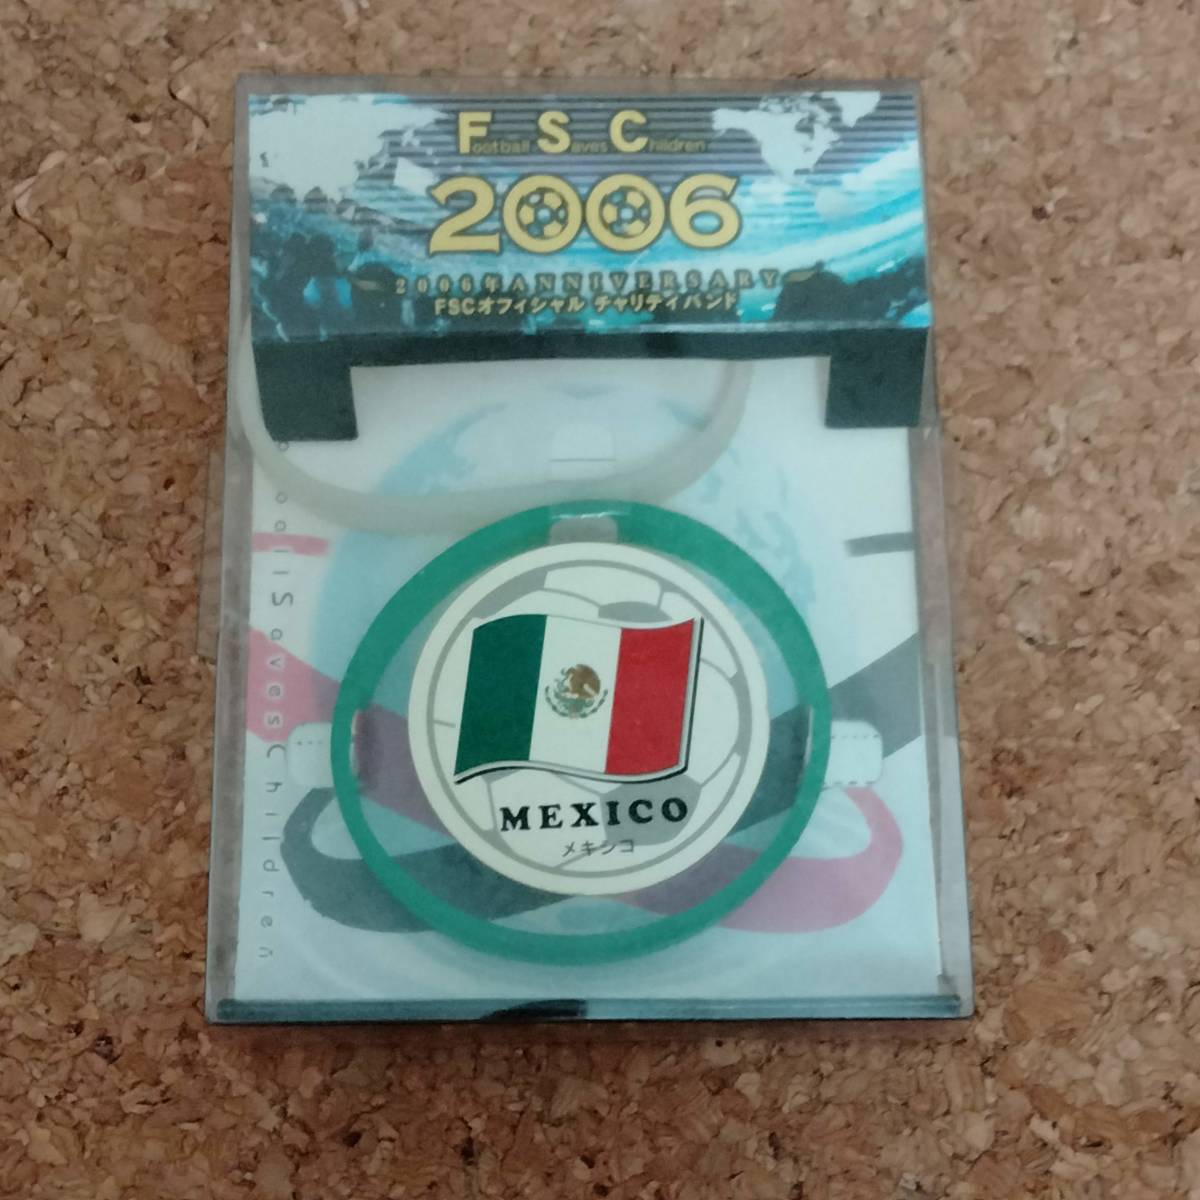 Football Saves Children
2006
2006年ANNIVERSARY
FSCオフィシャル チャリティバンド
Saves Children
MEXICO
メキシコ